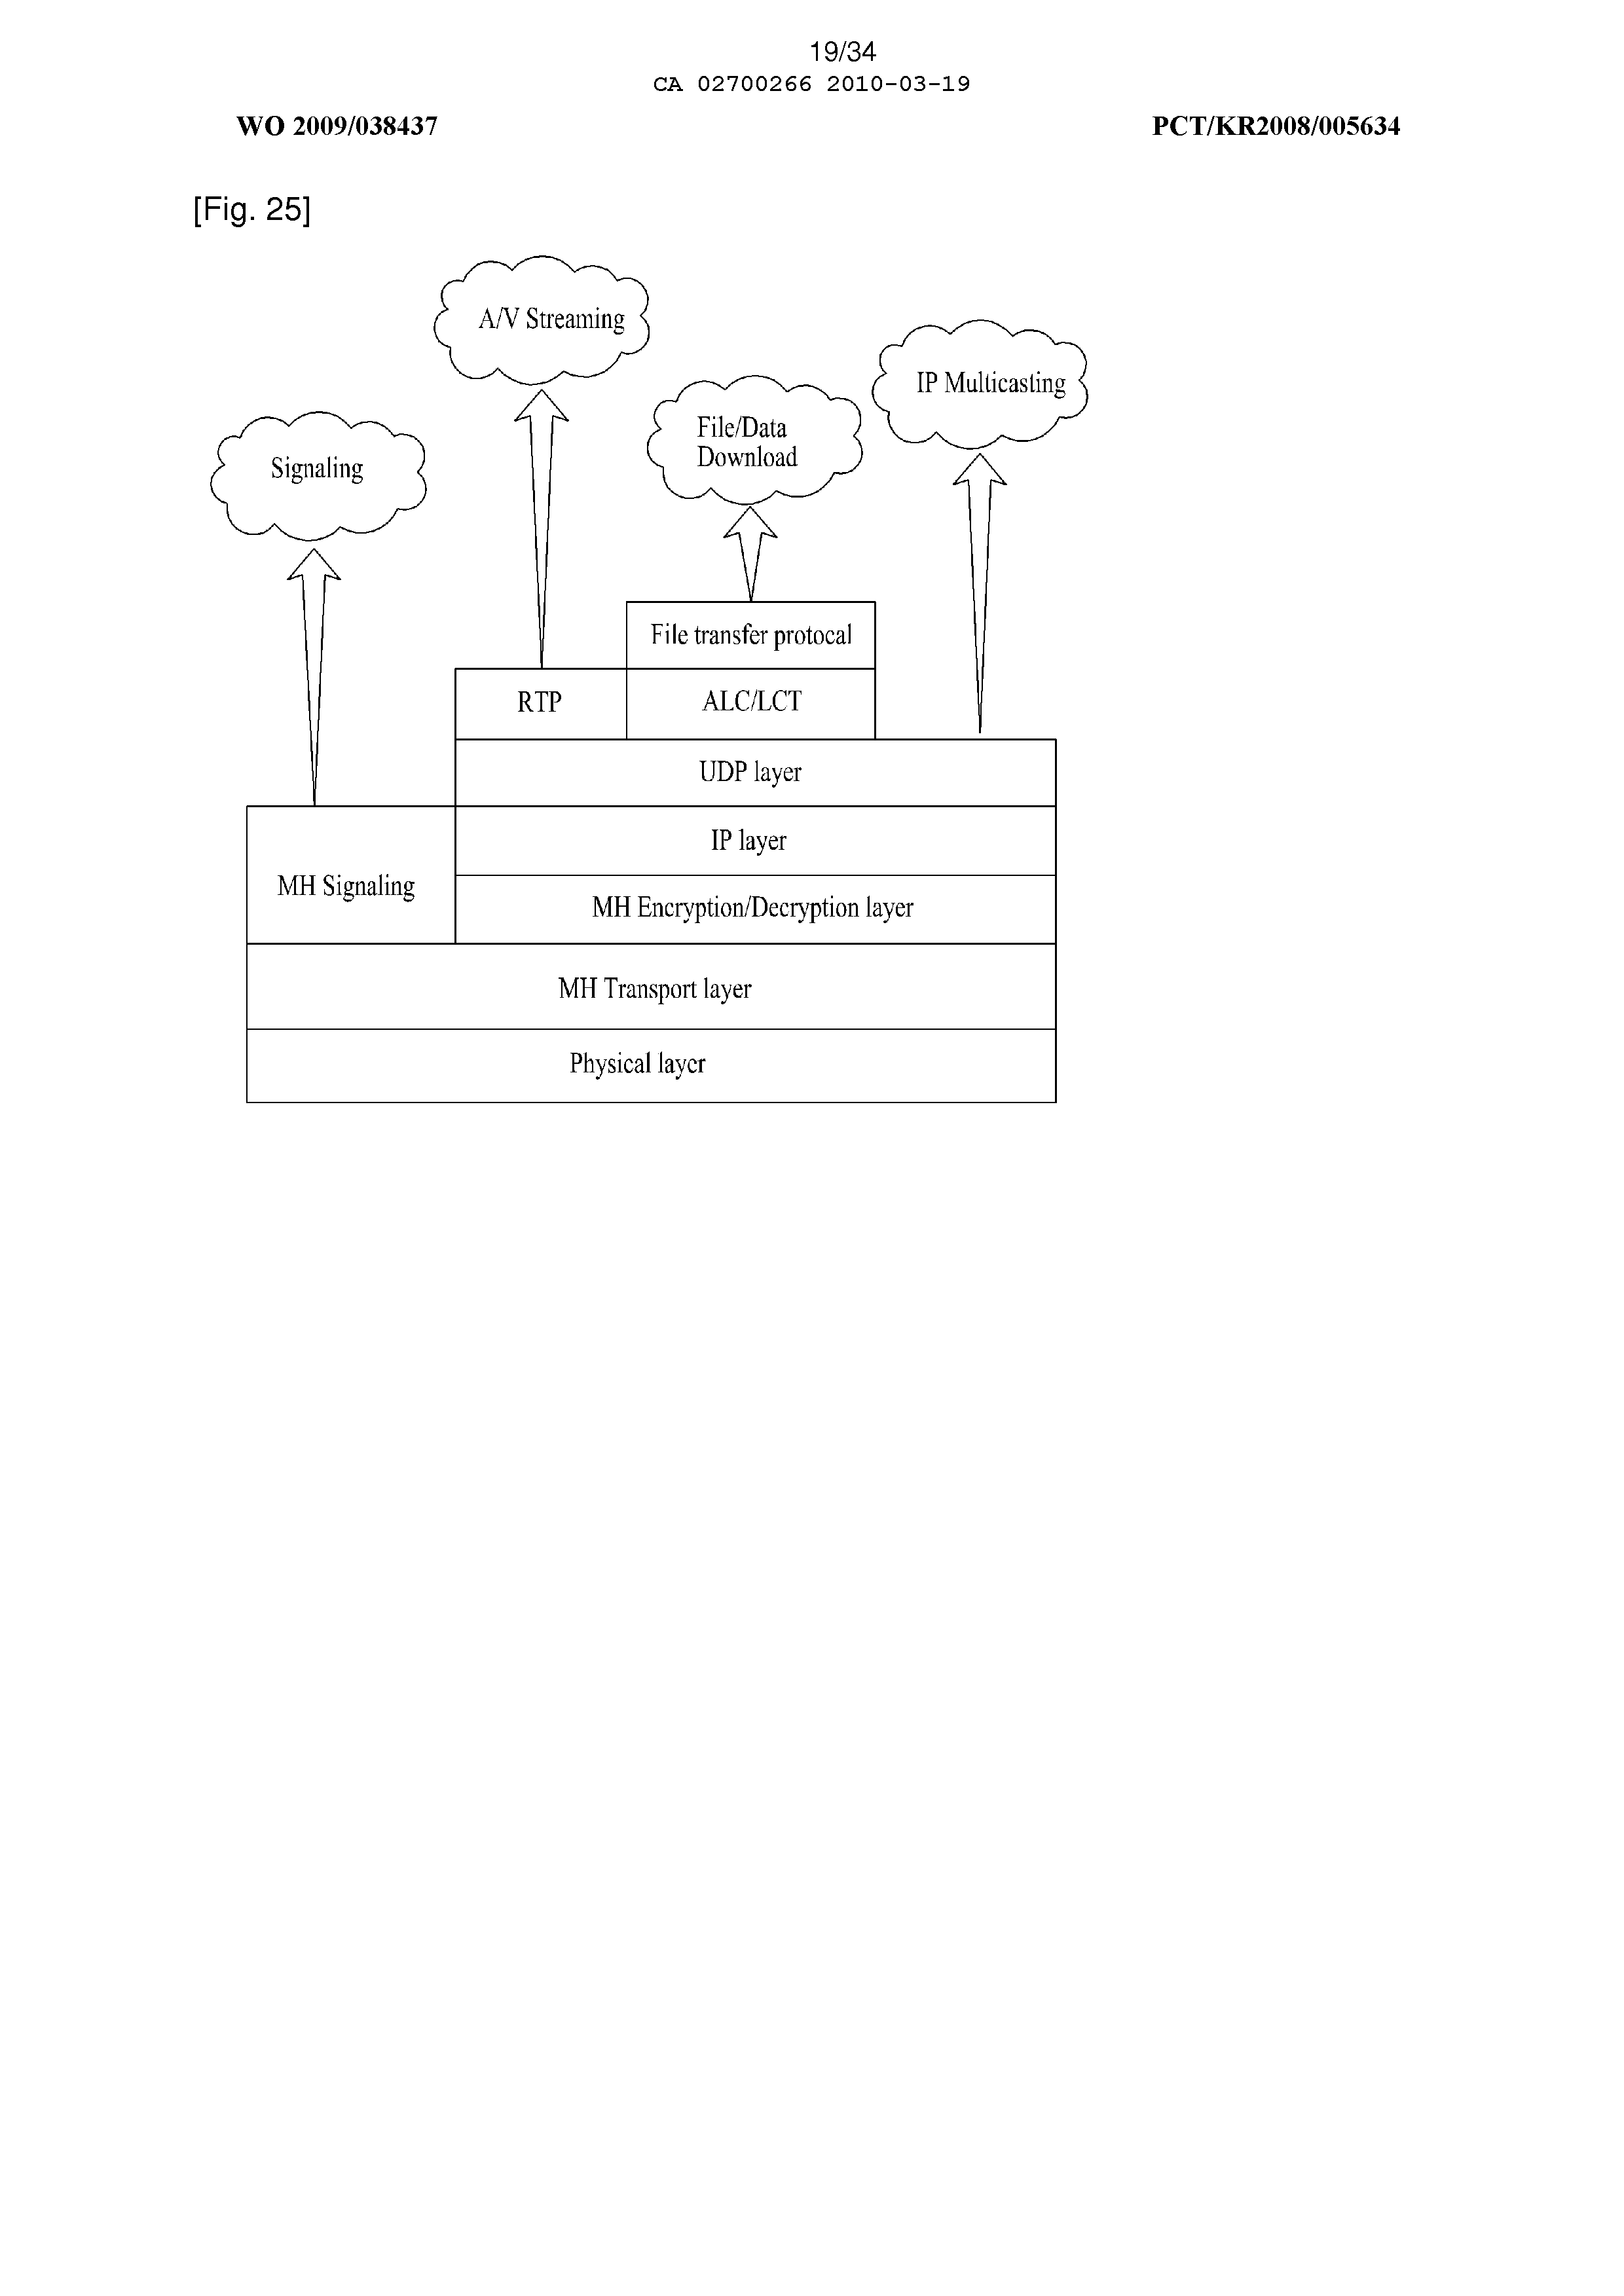 19/34
CA 02700266 2010-03-19
WO 2009/038437
PCT/KR2008/005634
[Fig. 25]
A/V Streaming
IP Multicasting
File/Data
Download
Signaling
File transfer protocal
RTP
ALC/LCT
UDP layer
IP layer
MH Signaling
MH Encryption/Decryption layer
MH Transport layer
Physical layer